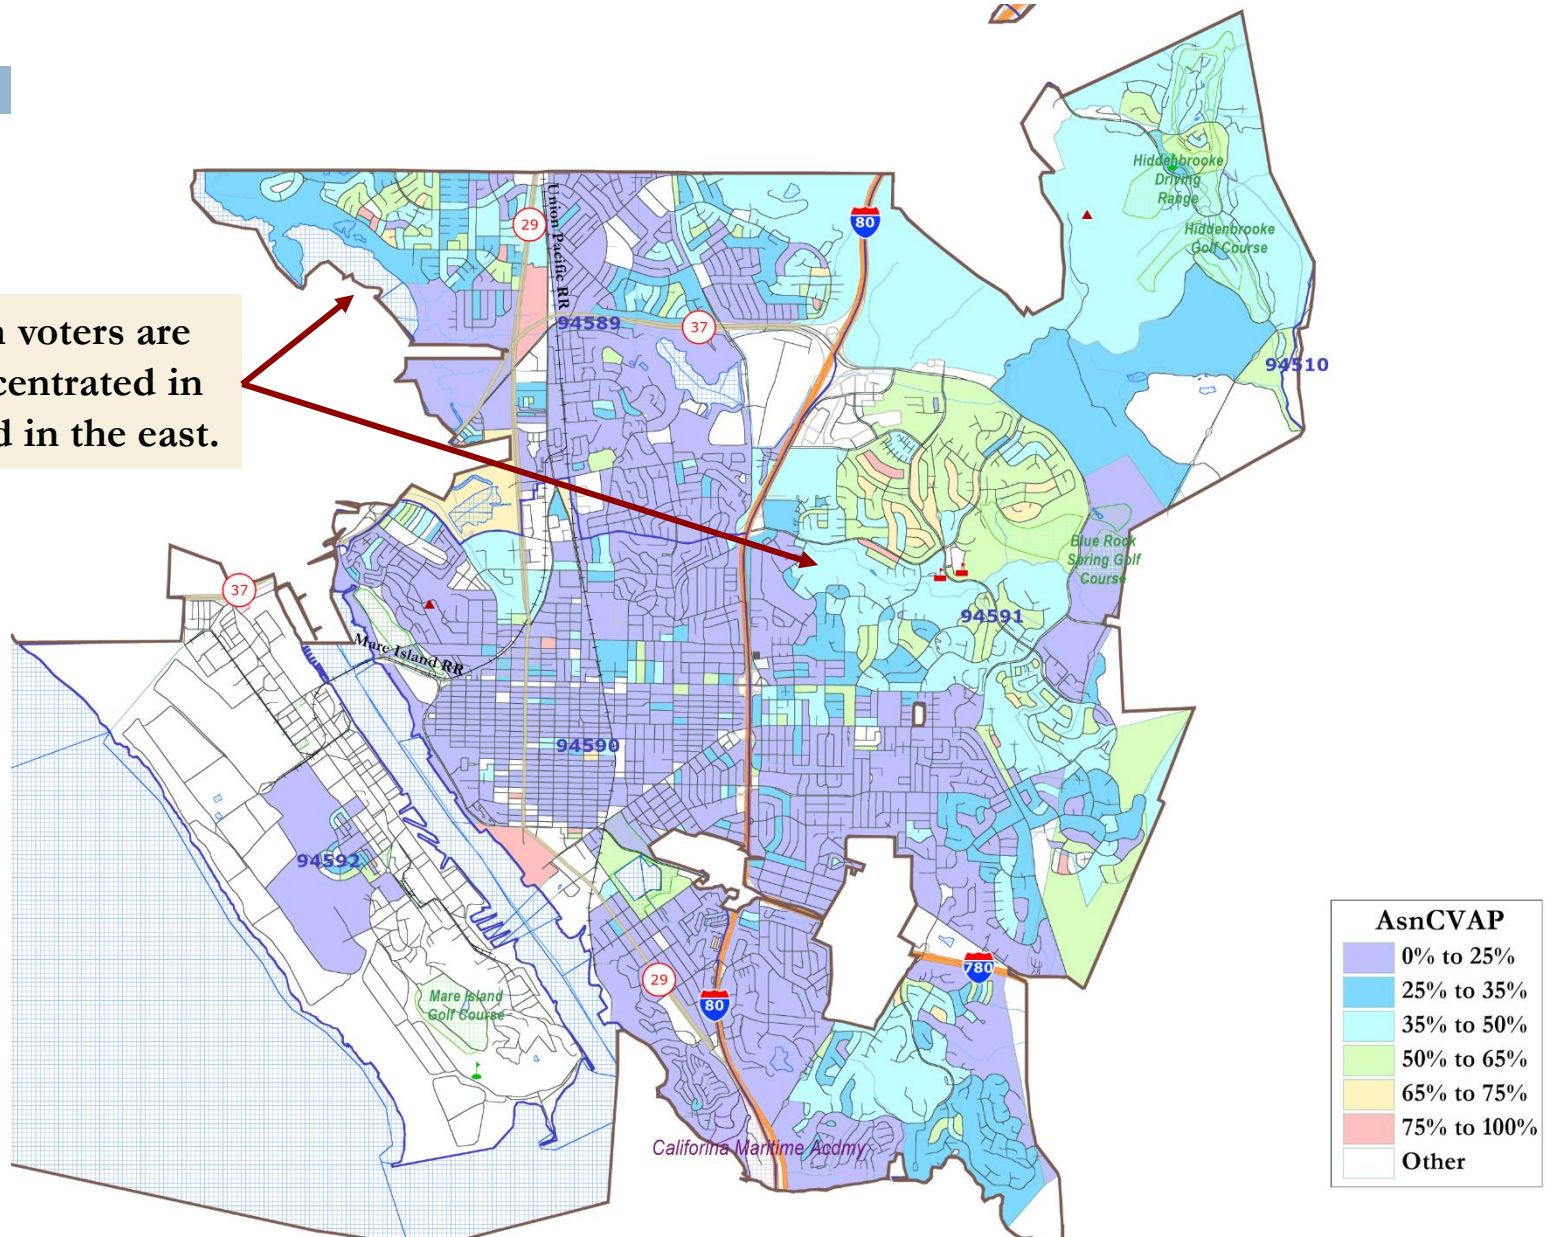 29
80
Union Pacific RR
Hiddenbrooke
Driving
Range
Hiddenbrooke
Golf Course
n voters are
centrated in
d in the east.
94589
37
94510
Blue Rock
Spring Golf
Course
37
94591
Mare Island RR
94590
94592
AsnCVAP
0% to 25%
25% to 35%
35% to 50%
50% to 65%
65% to 75%
75% to 100%
Other
780
29
80
Mare Island
Golf Course
Califorina Maritime Acdmy